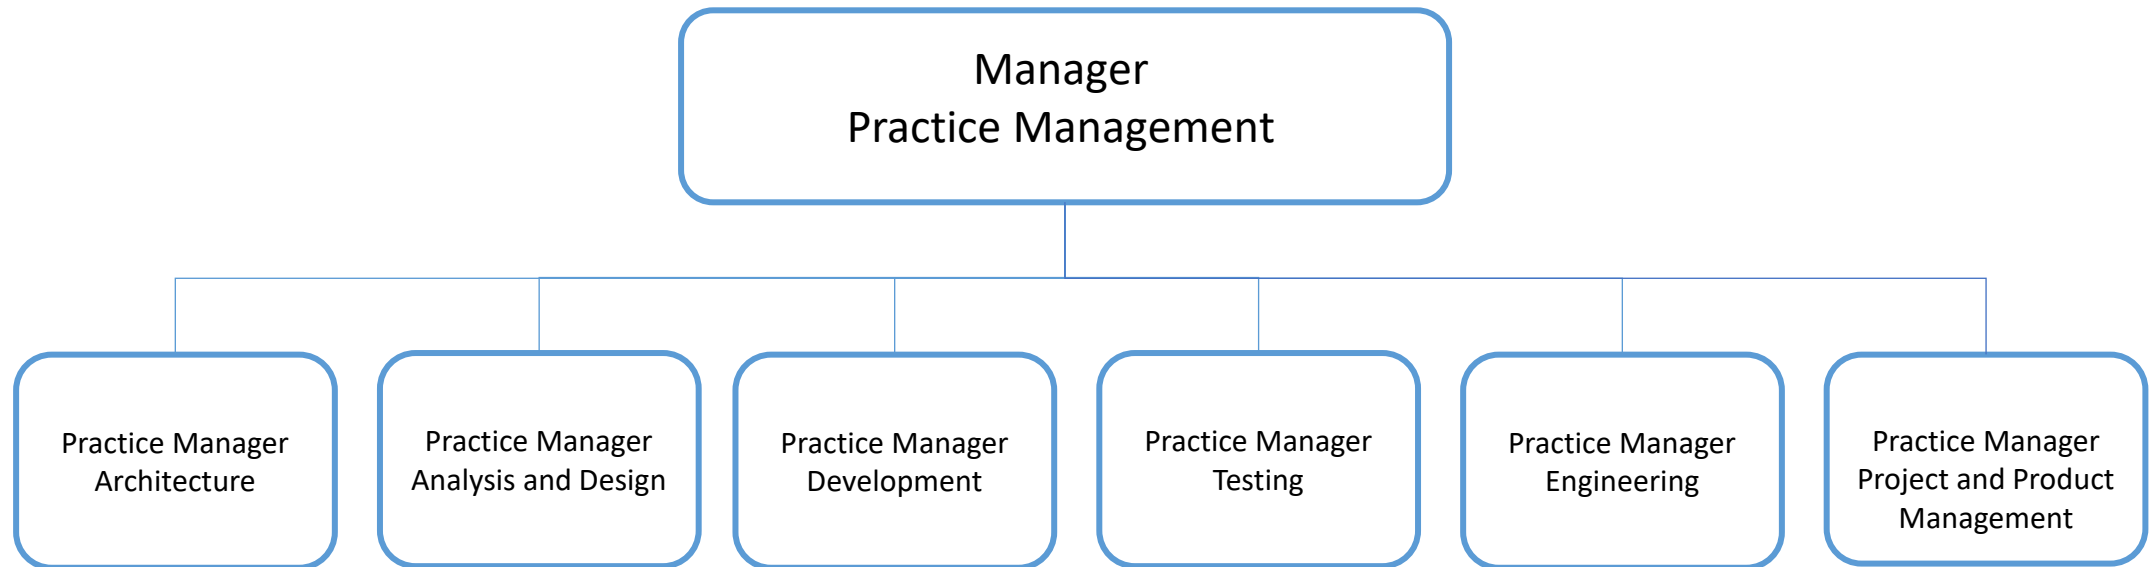 Manager
Practice Management
Practice Manager
Architecture
Practice Manager
Analysis and Design
Practice Manager
Development
Practice Manager
Testing
Practice Manager
Engineering
Practice Manager
Project and Product
Management